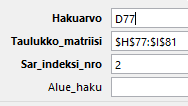 Hakuarvo D77
Taulukko_matriisi $H$77:$I$81
Sar_indeksi_nro 2
Alue_haku